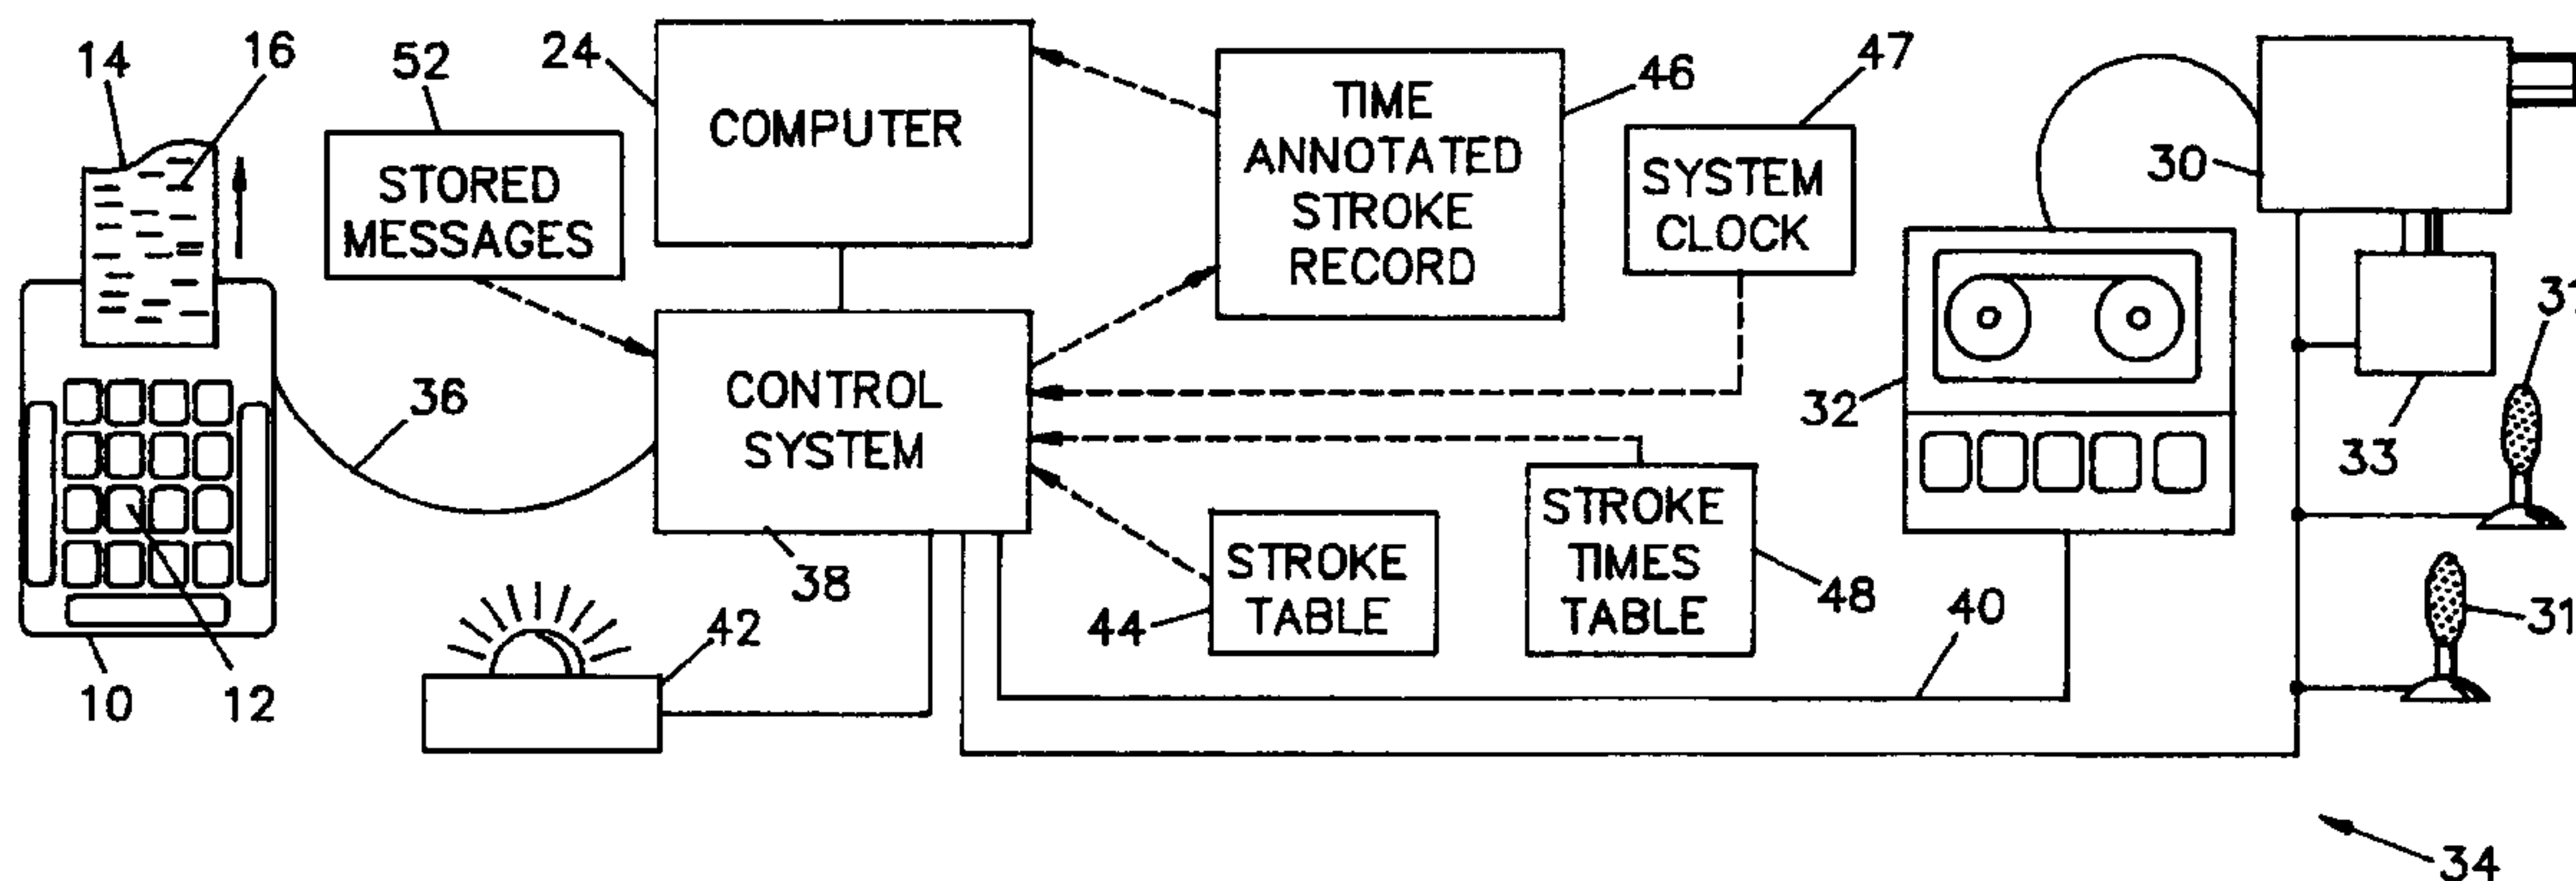 14
16
52
24
COMPUTER
TIME
ANNOTATED
STROKE
RECORD
46
47
SYSTEM
CLOCK
30
STORED
MESSAGES
36
CONTROL
SYSTEM
38
32
33
31
31
STROKE
TABLE
44
STROKE
TIMES
TABLE
48
40
42
10
12
34